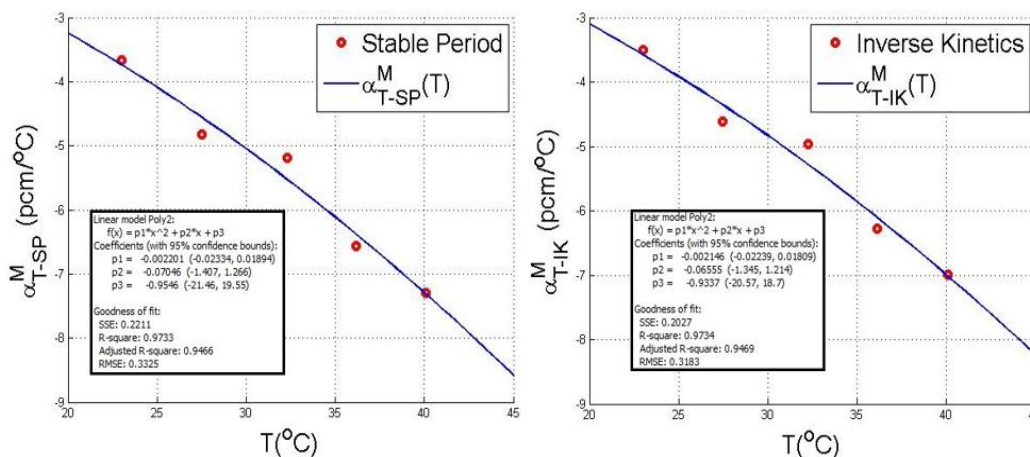 Stable Period
α^M_T-SP(T)
-3
-4
-5
-6
-7
-8
-9
α^M_T-SP (pcm/°C)
Linear model Poly2:
f(x) = p1*x^2 + p2*x + p3
Coefficients (with 95% confidence bounds):
p1 = -0.002201 (-0.02334, 0.01894)
p2 = -0.07046 (-1.407, 1.266)
p3 = -0.9546 (-21.46, 19.55)
Goodness of fit:
SSE: 0.2211
R-square: 0.9733
Adjusted R-square: 0.9466
RMSE: 0.3325
20 25 30 35 40 45
T(°C)
Inverse Kinetics
α^M_T-IK(T)
-3
-4
-5
-6
-7
-8
-9
α^M_T-IK (pcm/°C)
Linear model Poly2:
f(x) = p1*x^2 + p2*x + p3
Coefficients (with 95% confidence bounds):
p1 = -0.002146 (-0.02239, 0.01809)
p2 = -0.06555 (-1.345, 1.214)
p3 = -0.9337 (-20.57, 18.7)
Goodness of fit:
SSE: 0.2027
R-square: 0.9734
Adjusted R-square: 0.9469
RMSE: 0.3183
20 25 30 35 40 45
T(°C)